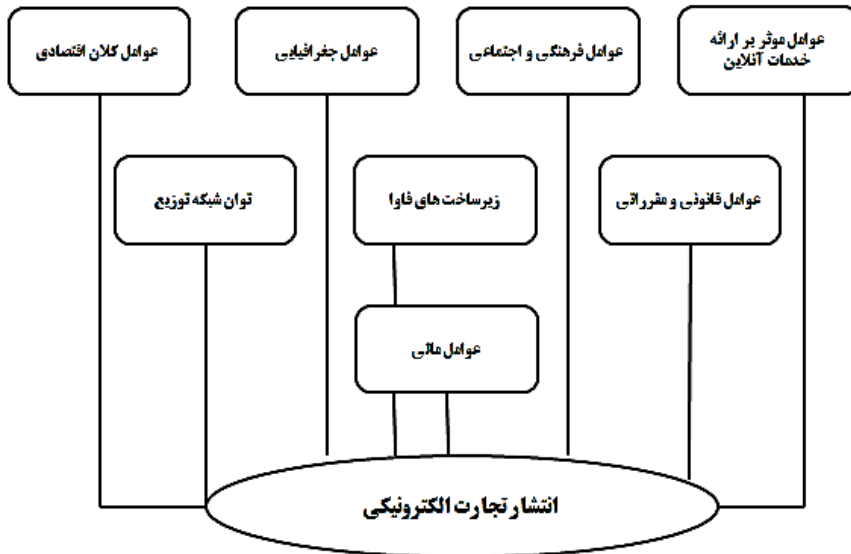 عوامل موثر بر ارائه
خدمات آنلاین
عوامل فرهنگی و اجتماعی
عوامل جغرافیایی
عوامل کلان اقتصادی
عوامل قانونی و مقرراتی
زیرساخت های فاوا
توان شبکه توزیع
عوامل مالی
انتشار تجارت الکترونیکی